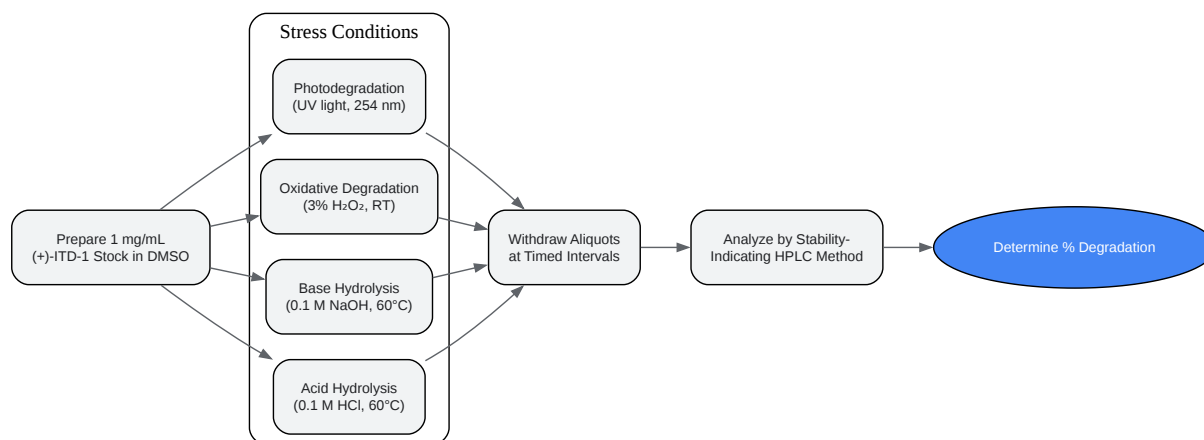 Stress Conditions
Photodegradation
(UV light, 254 nm)
Oxidative Degradation
(3% H₂O₂, RT)
Prepare 1 mg/mL
(+)-ITD-1 Stock in DMSO
Withdraw Aliquots
at Timed Intervals
Analyze by Stability-
Indicating HPLC Method
Determine % Degradation
Base Hydrolysis
(0.1 M NaOH, 60°C)
Acid Hydrolysis
(0.1 M HCl, 60°C)